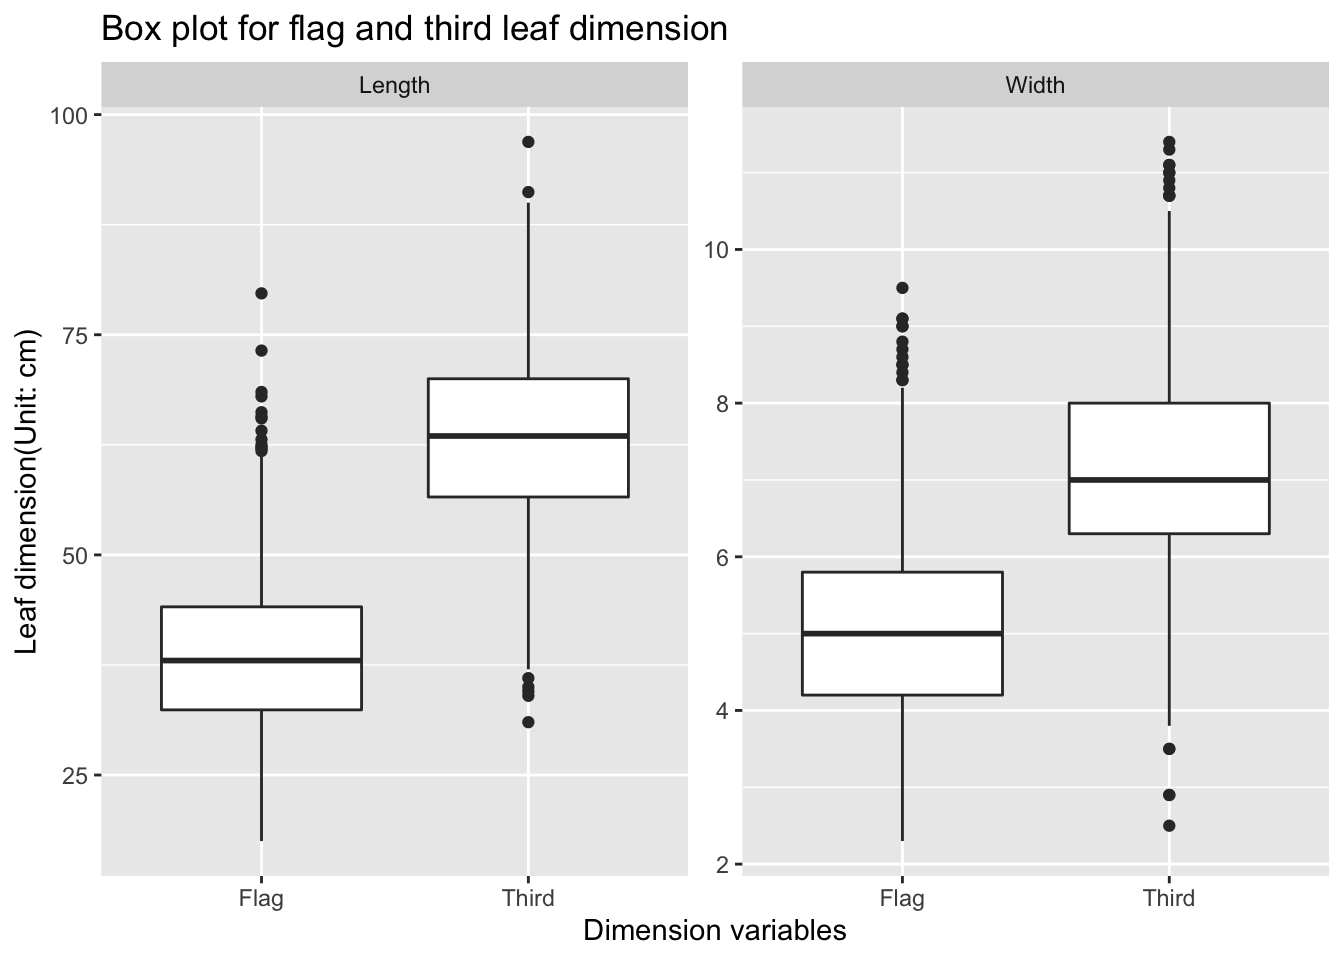 Box plot for flag and third leaf dimension
Length
Width
Leaf dimension(Unit: cm)
100
75
50
25
10
8
6
4
2
Flag
Third
Flag
Third
Dimension variables